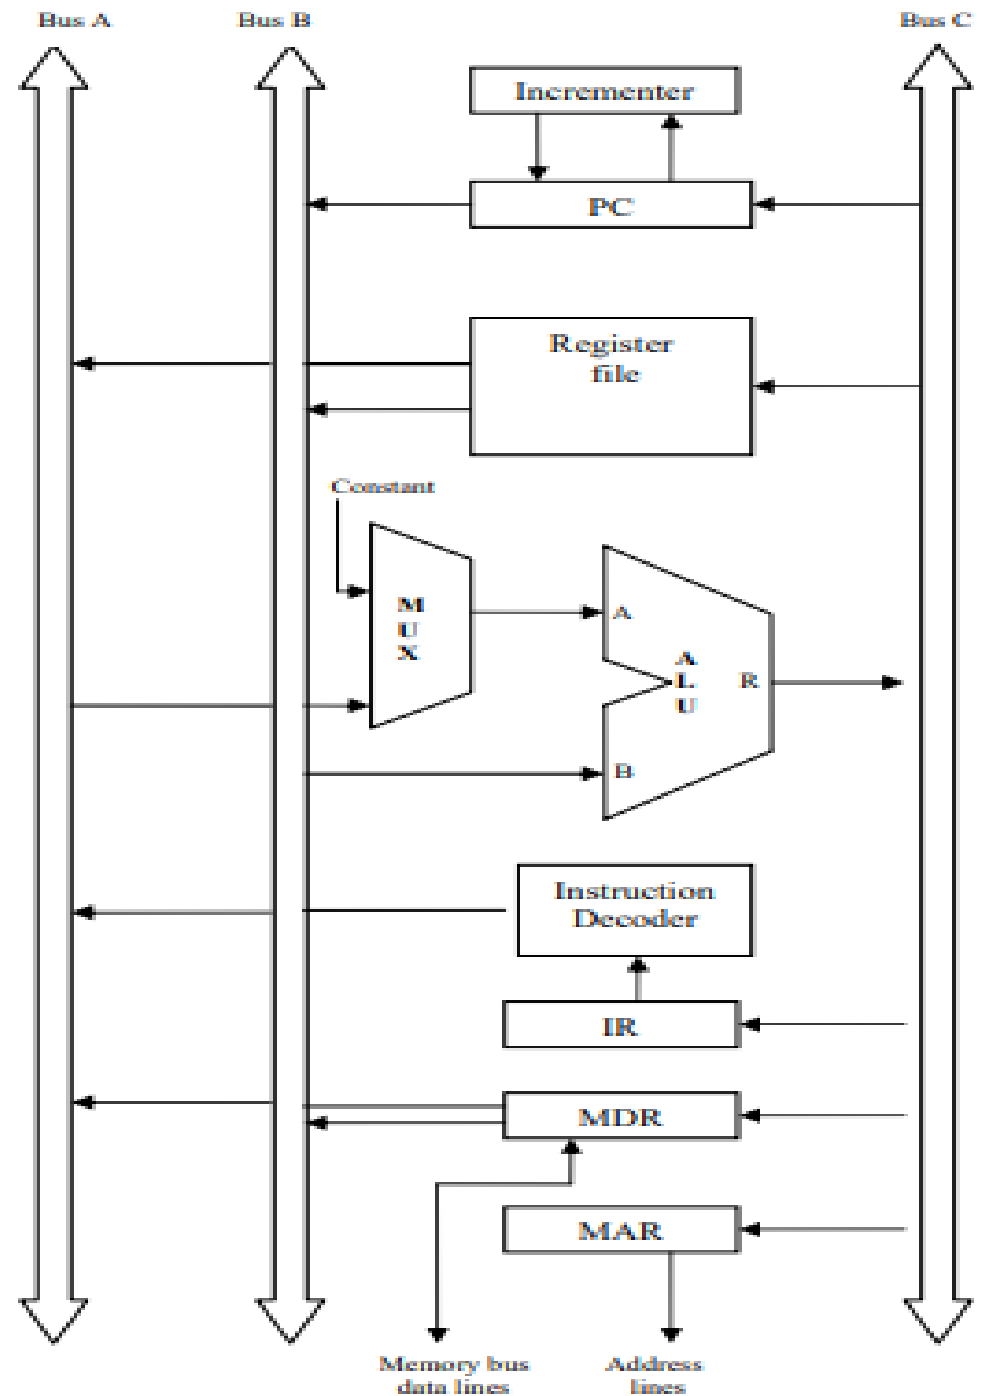 Bus A
Bus B
Bus C
Incrementer
PC
Register
file
Constant
M
U
X
A
A
L
U
R
B
Instruction
Decoder
IR
MDR
MAR
Memory bus
data lines
Address
lines